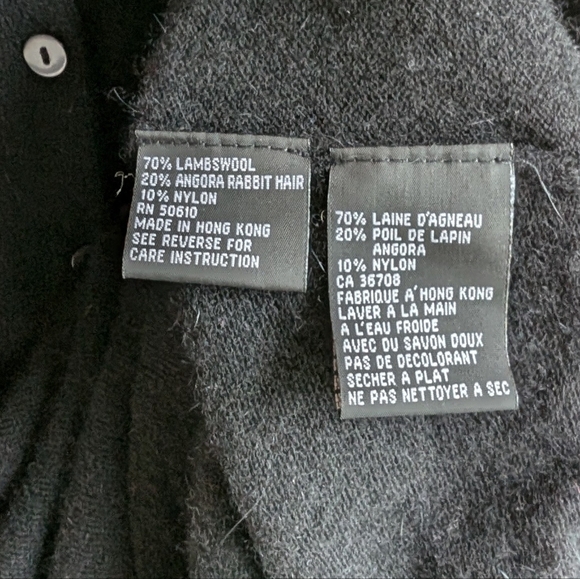 70% LAMBSWOOL
20% ANGORA RABBIT HAIR
10% NYLON
RN 50610
MADE IN HONG KONG
SEE REVERSE FOR
CARE INSTRUCTION
70% LAINE D'AGNEAU
20% POIL DE LAPIN
ANGORA
10% NYLON
CA 36708
FABRIQUE A' HONG KONG
LAVER A LA MAIN
A L'EAU FROIDE
AVEC DU SAVON DOUX
PAS DE DECOLORANT
SECHER A PLAT
NE PAS NETTOYER A SEC